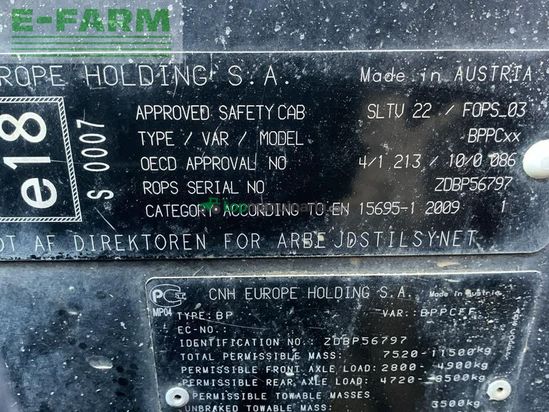 E-FARM
UROPE HOLDING S.A. Made in AUSTRIA
e18
S 0007
APPROVED SAFETY CAB SLTV 22 / FOPS_03
TYPE / VAR / MODEL BPPCxx
OECD APPROVAL NO 4/1 213 / 10/0 086
ROPS SERIAL NO ZDBP56797
CATEGORY ACCORDING TO EN 15695-1 2009 1
DT AF DIREKTOREN FOR ARBEJDSTILSYNET
CNH EUROPE HOLDING S.A. Made in Austria
MP04
TYPE: BP VAR.: BPPCFF
EC-NO.:
IDENTIFICATION NO.: ZDBP56797
TOTAL PERMISSIBLE MASS: 7520-11500kg
PERMISSIBLE FRONT AXLE LOAD: 2800-4900kg
PERMISSIBLE REAR AXLE LOAD: 4720-8500kg
PERMISSIBLE TOWABLE MASSES
UNBRAKED TOWABLE MASS: 3500kg